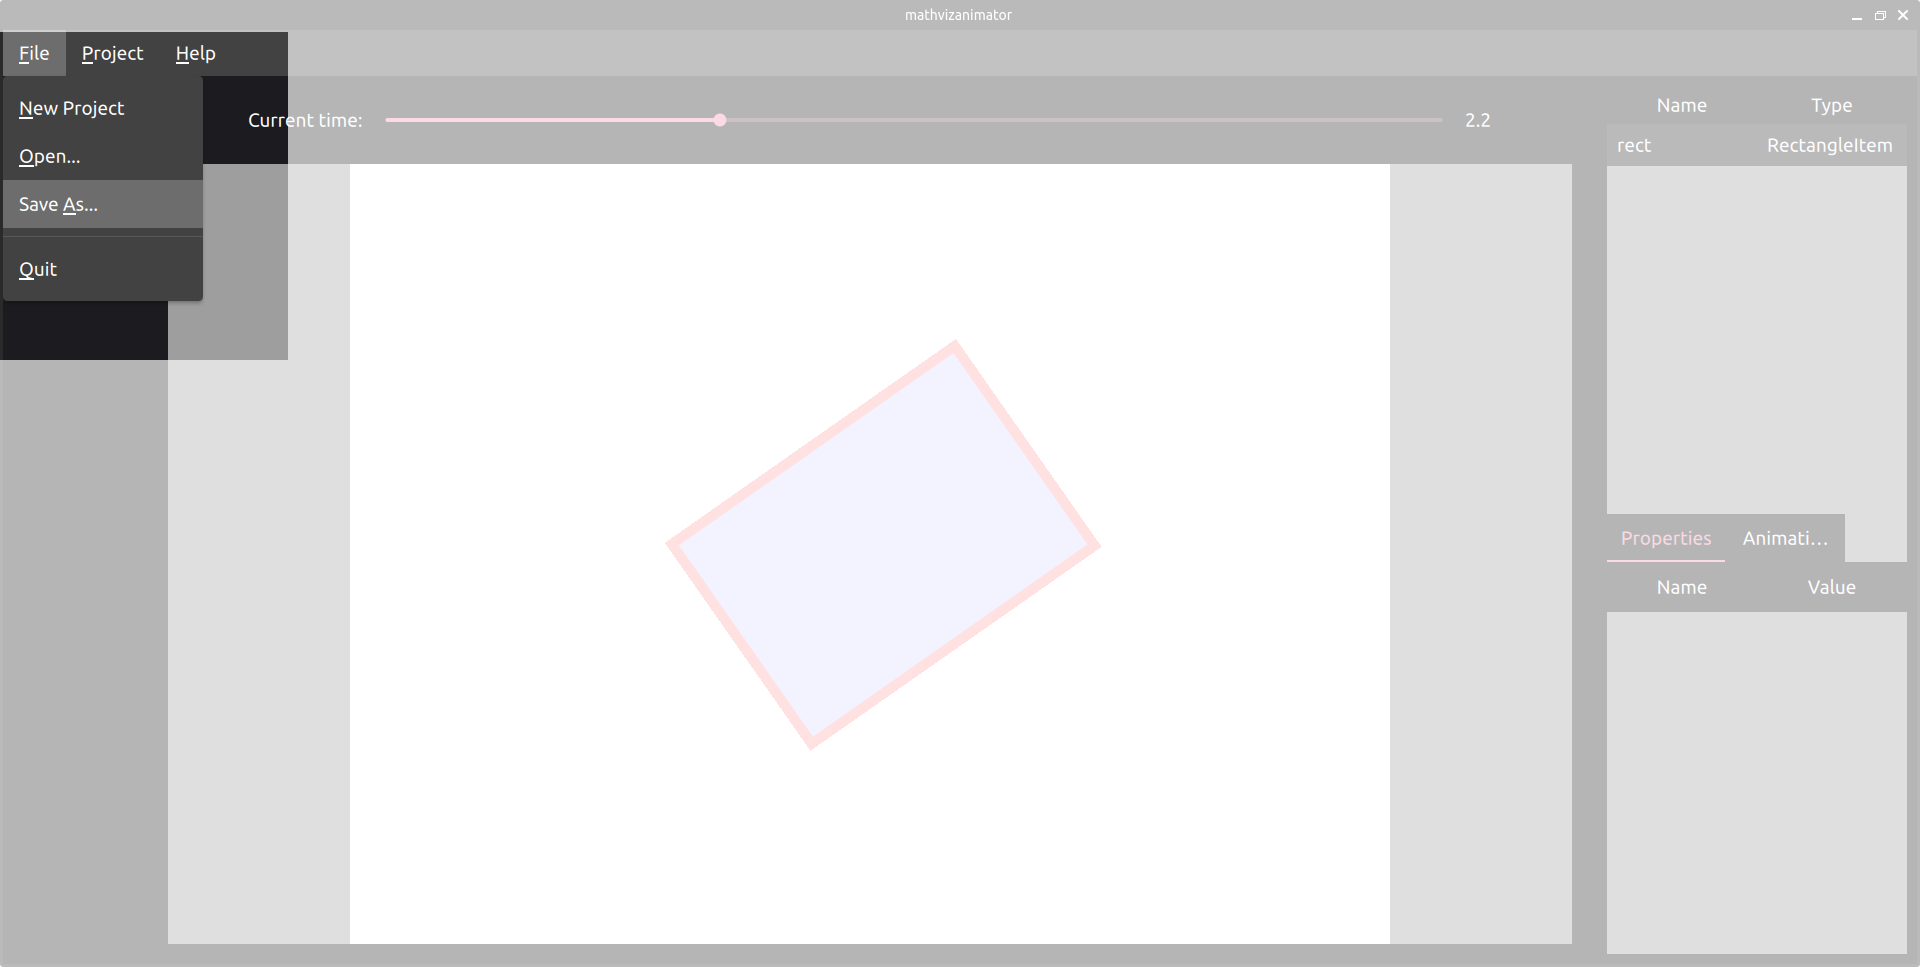 mathvizanimator
File Project Help
New Project
Open...
Save As...
Quit
Current time: 2.2
Name Type
rect RectangleItem
Properties Animati...
Name Value